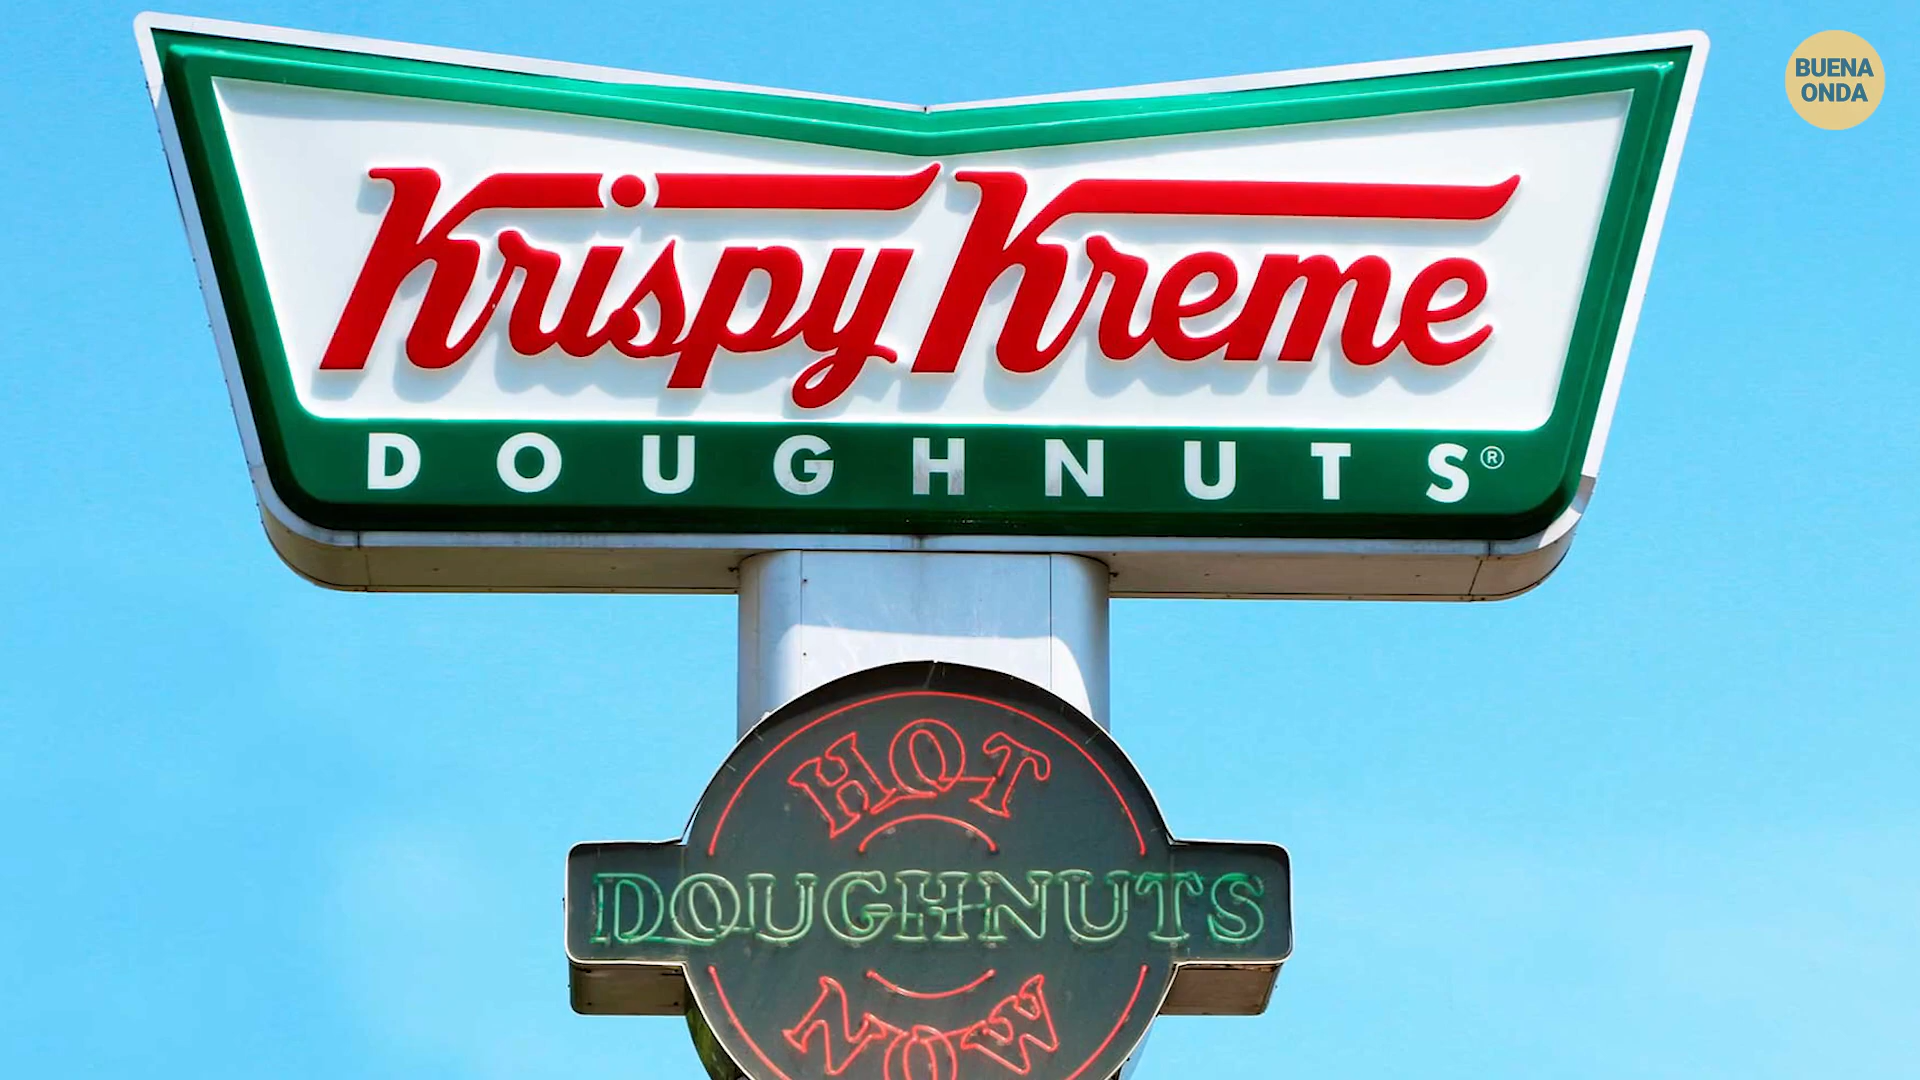 BUENA
ONDA
Krispy Kreme
DOUGHNUTS®
HOT
DOUGHNUTS
NOW